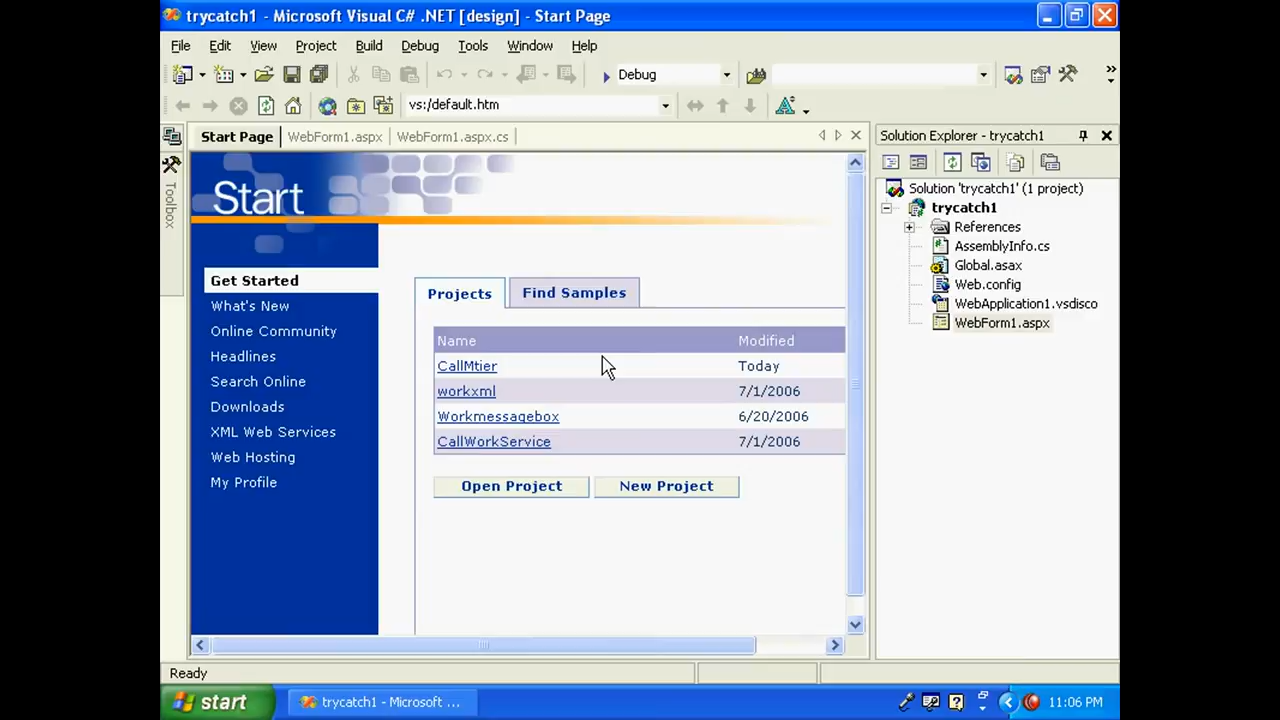 trycatch1 - Microsoft Visual C# .NET [design] - Start Page
File Edit View Project Build Debug Tools Window Help
Debug
vs:/default.htm
Start Page WebForm1.aspx WebForm1.aspx.cs
Toolbox
Start
Get Started
What's New
Online Community
Headlines
Search Online
Downloads
XML Web Services
Web Hosting
My Profile
Projects Find Samples
Name Modified
CallMtier Today
workxml 7/1/2006
Workmessagebox 6/20/2006
CallWorkService 7/1/2006
Open Project New Project
Solution Explorer - trycatch1
Solution 'trycatch1' (1 project)
trycatch1
References
AssemblyInfo.cs
Global.asax
Web.config
WebApplication1.vsdisco
WebForm1.aspx
Ready
start trycatch1 - Microsoft ... 11:06 PM